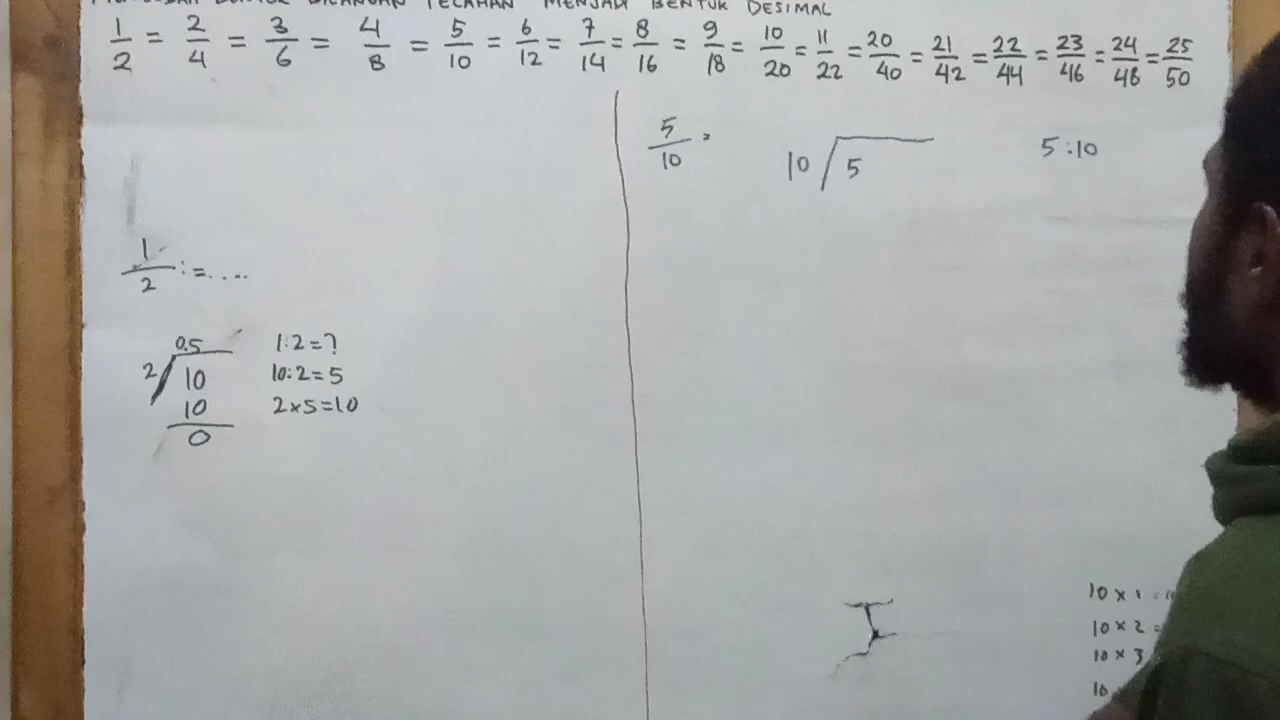 BILANGAN PECAHAN MENJADI BENTUK DESIMAL
1/2 = 2/4 = 3/6 = 4/8 = 5/10 = 6/12 = 7/14 = 8/16 = 9/18 = 10/20 = 11/22 = 20/40 = 21/42 = 22/44 = 23/46 = 24/48 = 25/50
1/2 : = ....
0.5
2 10
10
0
1:2=?
10:2=5
2x5=10
5/10 =
10 5
5:10
10 x 1 =
10 x 2 =
10 x 3
10